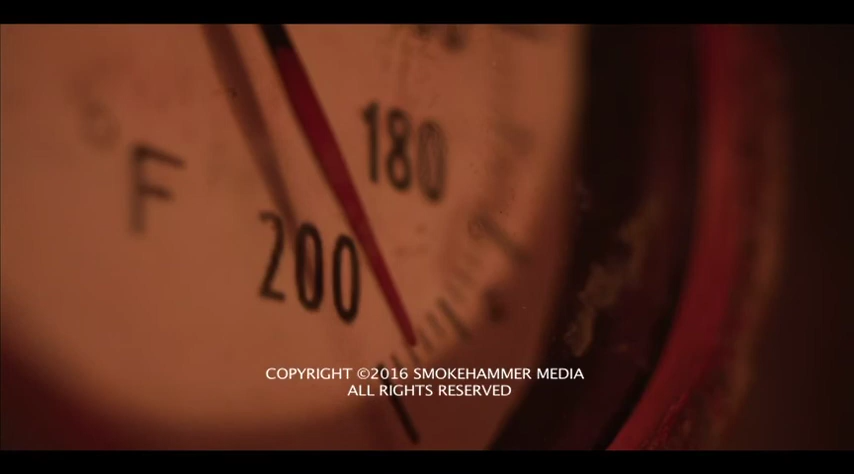 F
180
200
COPYRIGHT ©2016 SMOKEHAMMER MEDIA
ALL RIGHTS RESERVED